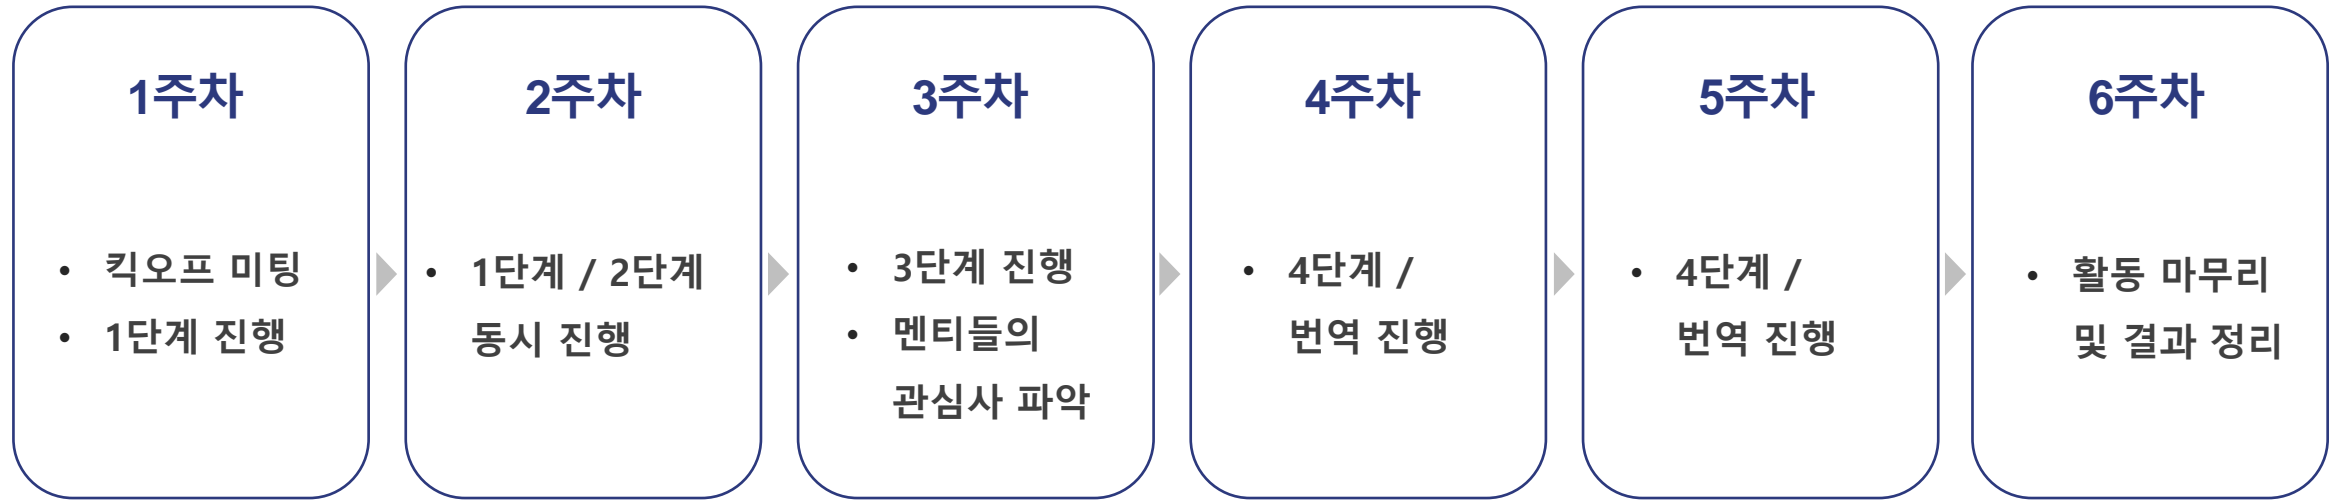 1주차
• 킥오프 미팅
• 1단계 진행
2주차
• 1단계 / 2단계
동시 진행
3주차
• 3단계 진행
• 멘티들의
관심사 파악
4주차
• 4단계 /
번역 진행
5주차
• 4단계 /
번역 진행
6주차
• 활동 마무리
및 결과 정리